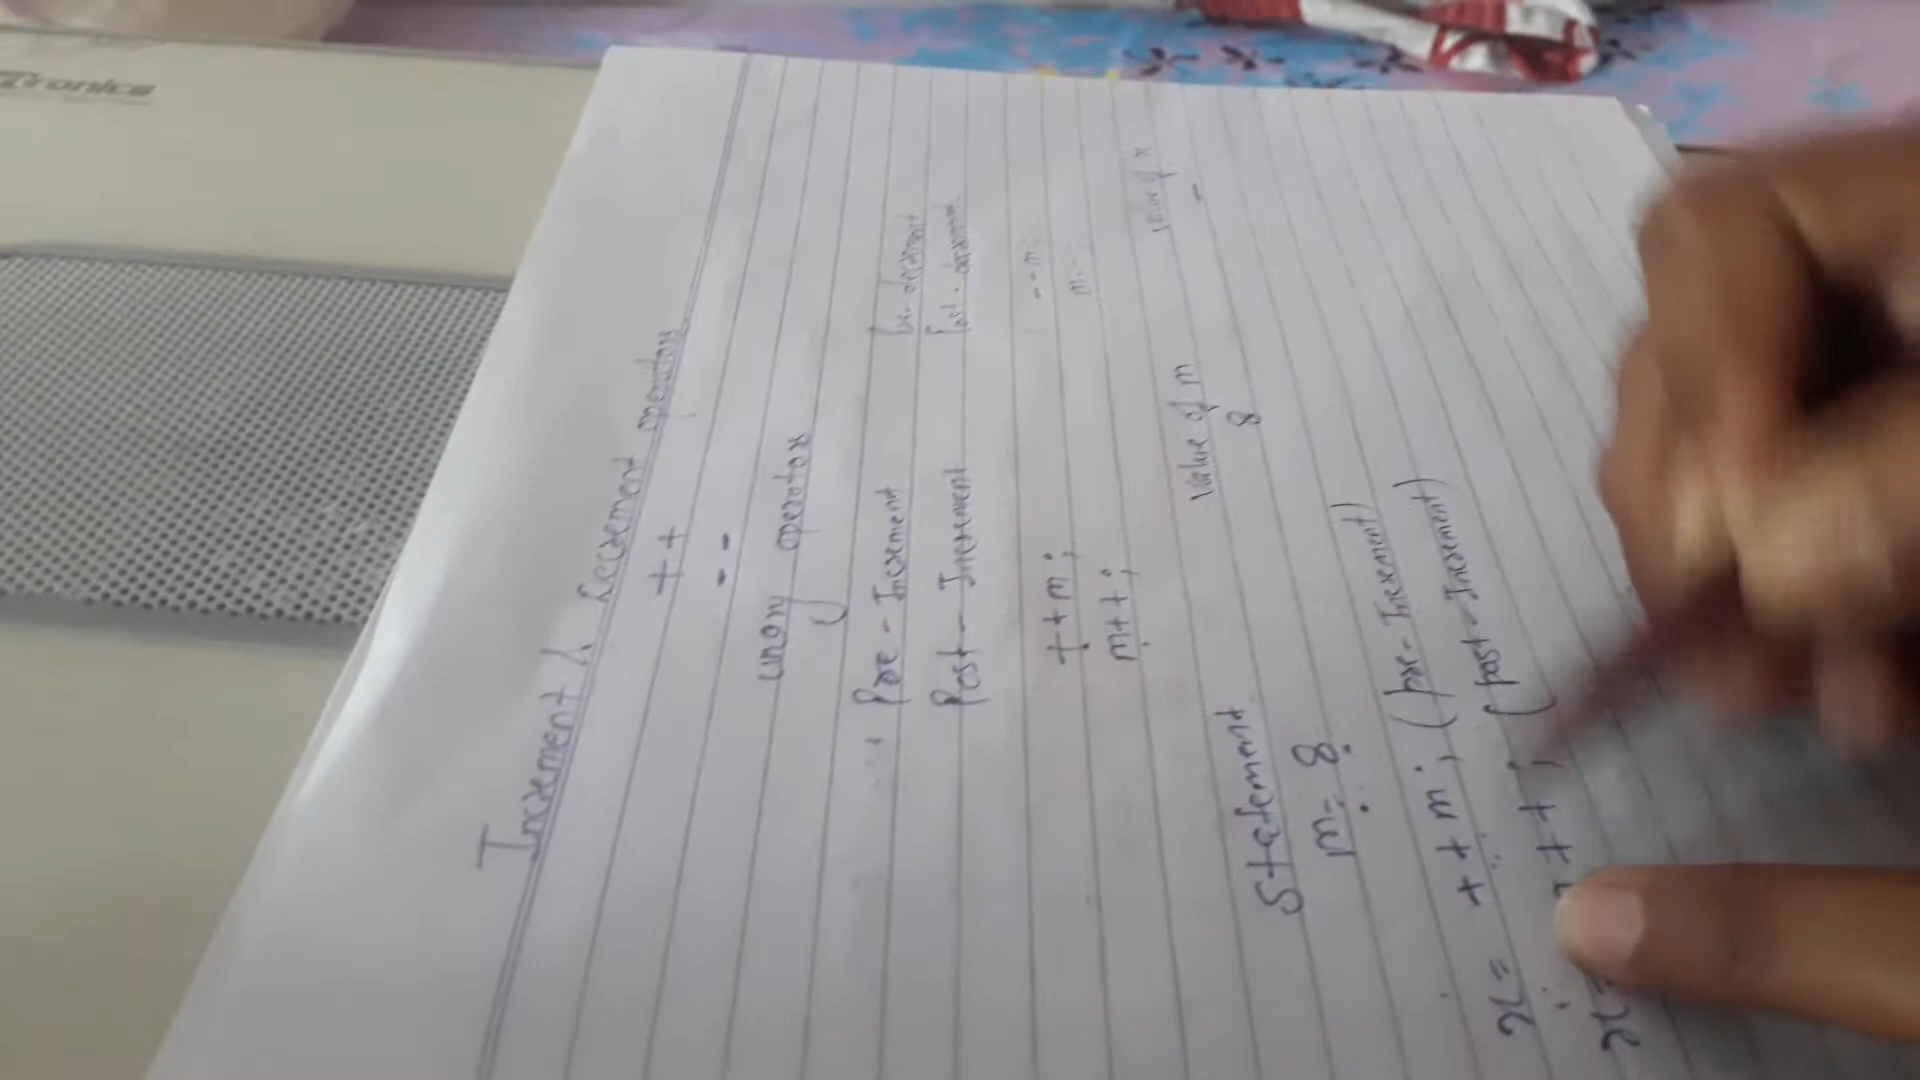 Tronics
Increment & Decrement operators
++
--
unary operators
Pre - Increment Pre-decrement
Post - Increment Post-decrement
++m; --m;
m++; m--;
Statement value of m value of x
m=8 8 -
x= ++m; (pre-Increment)
x= ++; (post-Increment)